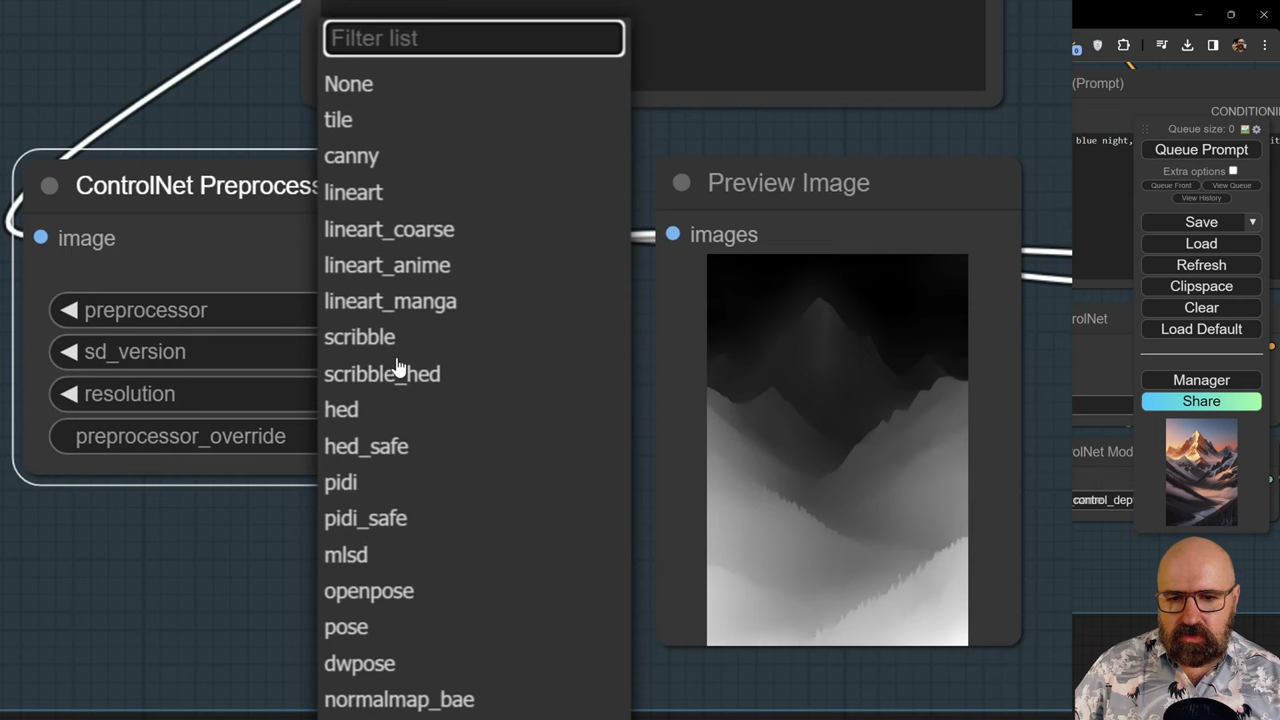 Filter list
None
tile
canny
lineart
lineart_coarse
lineart_anime
lineart_manga
scribble
scribble_hed
hed
hed_safe
pidi
pidi_safe
mlsd
openpose
pose
dwpose
normalmap_bae
ControlNet Preprocess
image
preprocessor
sd_version
resolution
preprocessor_override
Preview Image
images
(Prompt)
CONDITIONI
blue night,
Queue size: 0
Queue Prompt
Extra options
Queue Front
View Queue
View History
Save
Load
Refresh
Clipspace
Clear
Load Default
Manager
Share
rolNet
rolNet Mod
control_dep